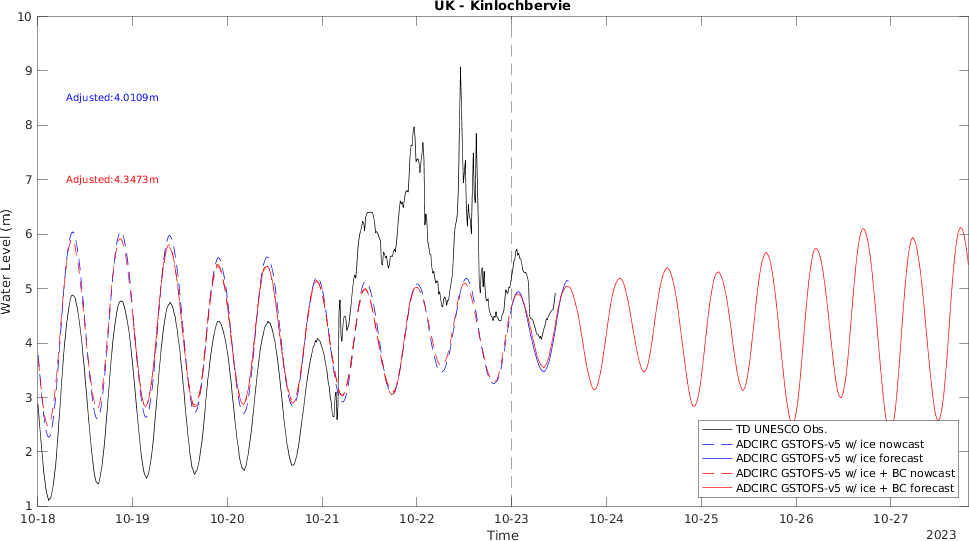 UK - Kinlochbervie
10
9
8
7
6
5
4
3
2
1
Water Level (m)
Adjusted:4.0109m
Adjusted:4.3473m
TD UNESCO Obs.
ADCIRC GSTOFS-v5 w/ ice nowcast
ADCIRC GSTOFS-v5 w/ ice forecast
ADCIRC GSTOFS-v5 w/ ice + BC nowcast
ADCIRC GSTOFS-v5 w/ ice + BC forecast
10-18 10-19 10-20 10-21 10-22 10-23 10-24 10-25 10-26 10-27
Time
2023